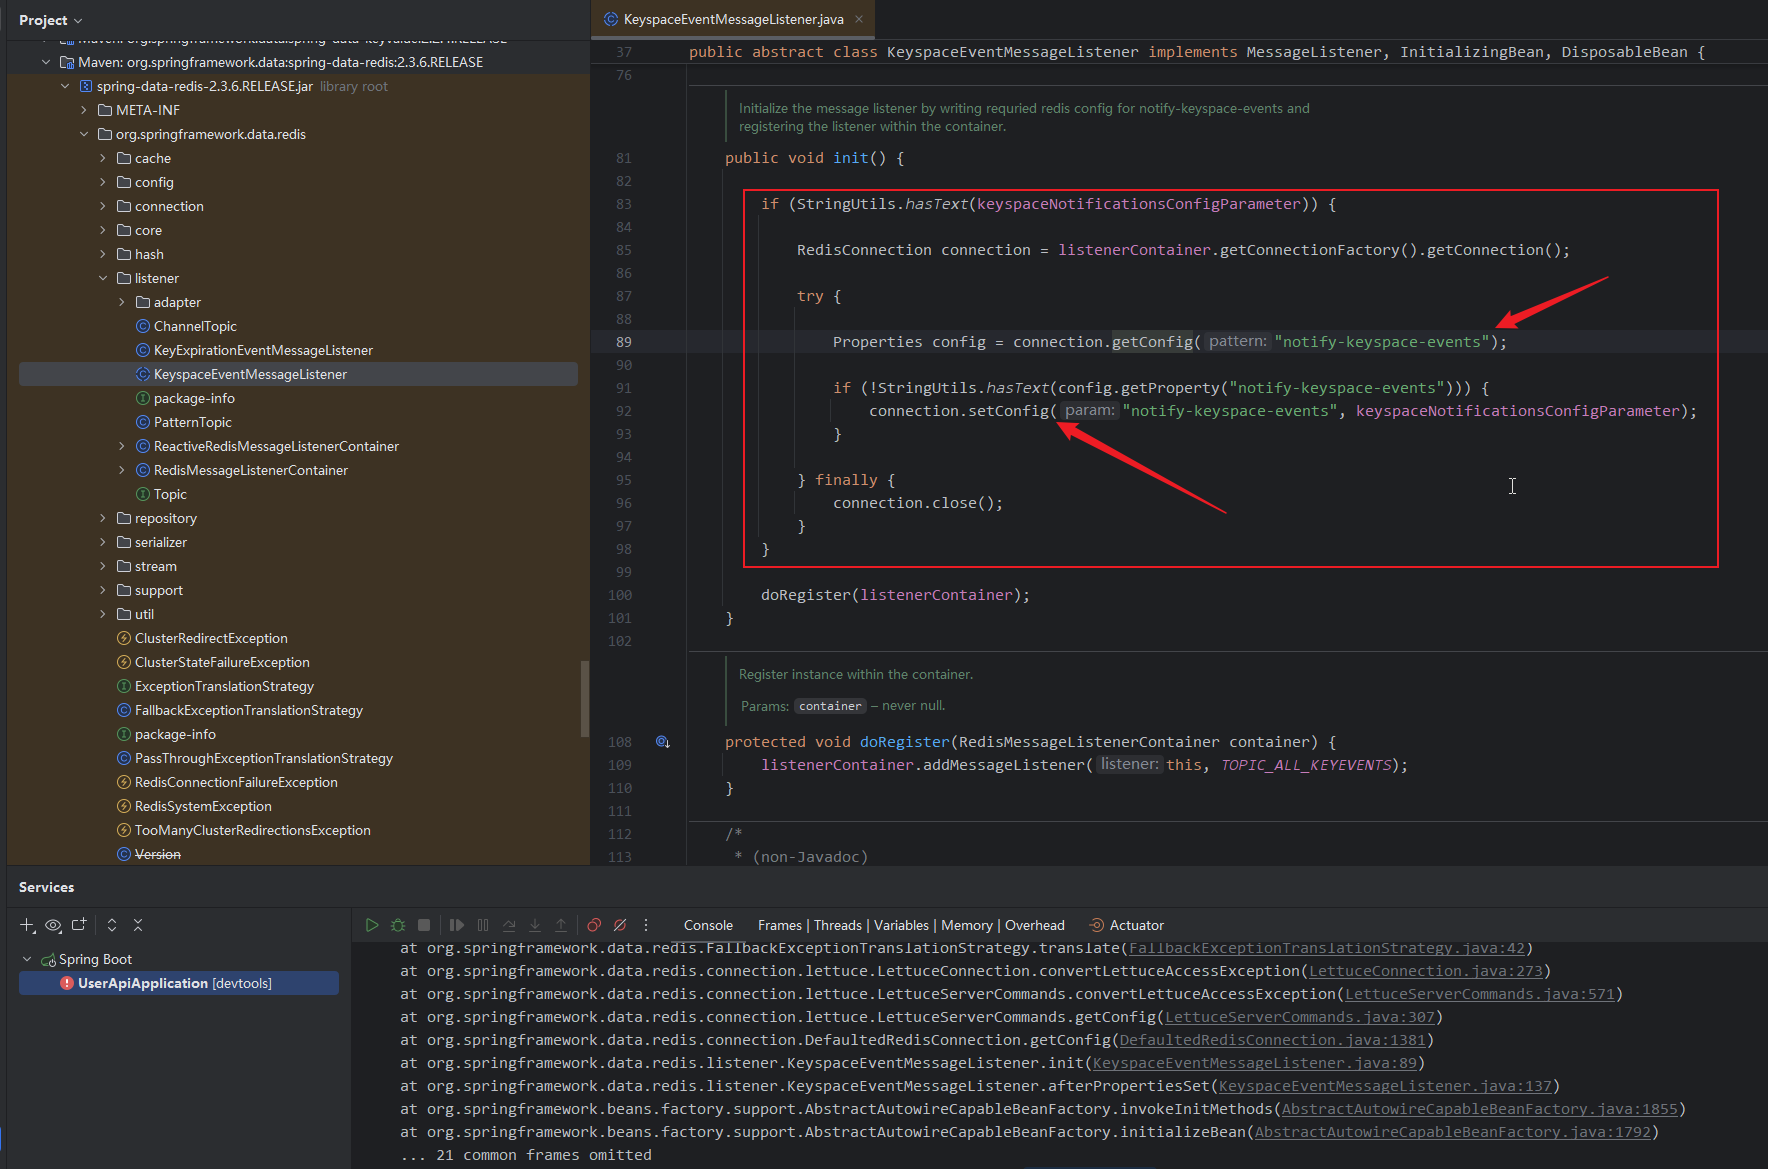 Project
Maven: org.springframework.data:spring-data-keyvalue:2.3.6.RELEASE
Maven: org.springframework.data:spring-data-redis:2.3.6.RELEASE
spring-data-redis-2.3.6.RELEASE.jar library root
META-INF
org.springframework.data.redis
cache
config
connection
core
hash
listener
adapter
ChannelTopic
KeyExpirationEventMessageListener
KeyspaceEventMessageListener
package-info
PatternTopic
ReactiveRedisMessageListenerContainer
RedisMessageListenerContainer
Topic
repository
serializer
stream
support
util
ClusterRedirectException
ClusterStateFailureException
ExceptionTranslationStrategy
FallbackExceptionTranslationStrategy
package-info
PassThroughExceptionTranslationStrategy
RedisConnectionFailureException
RedisSystemException
TooManyClusterRedirectionsException
Version
KeyspaceEventMessageListener.java
37 public abstract class KeyspaceEventMessageListener implements MessageListener, InitializingBean, DisposableBean {
76
Initialize the message listener by writing requried redis config for notify-keyspace-events and
registering the listener within the container.
81 public void init() {
82
83 if (StringUtils.hasText(keyspaceNotificationsConfigParameter)) {
84
85 RedisConnection connection = listenerContainer.getConnectionFactory().getConnection();
86
87 try {
88
89 Properties config = connection.getConfig( pattern: "notify-keyspace-events");
90
91 if (!StringUtils.hasText(config.getProperty("notify-keyspace-events"))) {
92 connection.setConfig( param: "notify-keyspace-events", keyspaceNotificationsConfigParameter);
93 }
94
95 } finally {
96 connection.close();
97 }
98 }
99
100 doRegister(listenerContainer);
101 }
102
Register instance within the container.
Params: container – never null.
108 protected void doRegister(RedisMessageListenerContainer container) {
109 listenerContainer.addMessageListener( listener: this, TOPIC_ALL_KEYEVENTS);
110 }
111
112 /*
113 * (non-Javadoc)
Services
Console Frames | Threads | Variables | Memory | Overhead Actuator
Spring Boot
UserApiApplication [devtools]
at org.springframework.data.redis.FallbackExceptionTranslationStrategy.translate(FallbackExceptionTranslationStrategy.java:42)
at org.springframework.data.redis.connection.lettuce.LettuceConnection.convertLettuceAccessException(LettuceConnection.java:273)
at org.springframework.data.redis.connection.lettuce.LettuceServerCommands.convertLettuceAccessException(LettuceServerCommands.java:571)
at org.springframework.data.redis.connection.lettuce.LettuceServerCommands.getConfig(LettuceServerCommands.java:307)
at org.springframework.data.redis.connection.DefaultedRedisConnection.getConfig(DefaultedRedisConnection.java:1381)
at org.springframework.data.redis.listener.KeyspaceEventMessageListener.init(KeyspaceEventMessageListener.java:89)
at org.springframework.data.redis.listener.KeyspaceEventMessageListener.afterPropertiesSet(KeyspaceEventMessageListener.java:137)
at org.springframework.beans.factory.support.AbstractAutowireCapableBeanFactory.invokeInitMethods(AbstractAutowireCapableBeanFactory.java:1855)
at org.springframework.beans.factory.support.AbstractAutowireCapableBeanFactory.initializeBean(AbstractAutowireCapableBeanFactory.java:1792)
... 21 common frames omitted